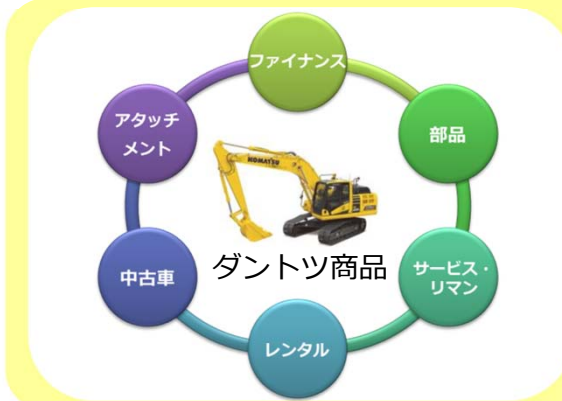 ファイナンス
部品
サービス・
リマン
レンタル
中古車
アタッチ
メント
KOMATSU
ダントツ商品